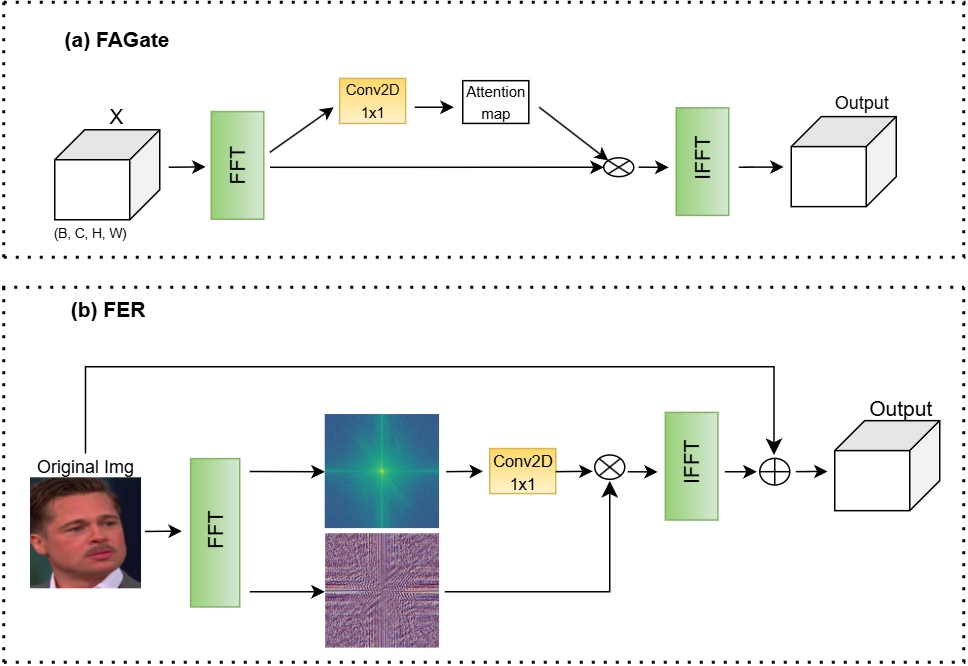 (a) FAGate
X
(B, C, H, W)
FFT
Conv2D
1x1
Attention
map
IFFT
Output
(b) FER
Original Img
FFT
Conv2D
1x1
IFFT
Output